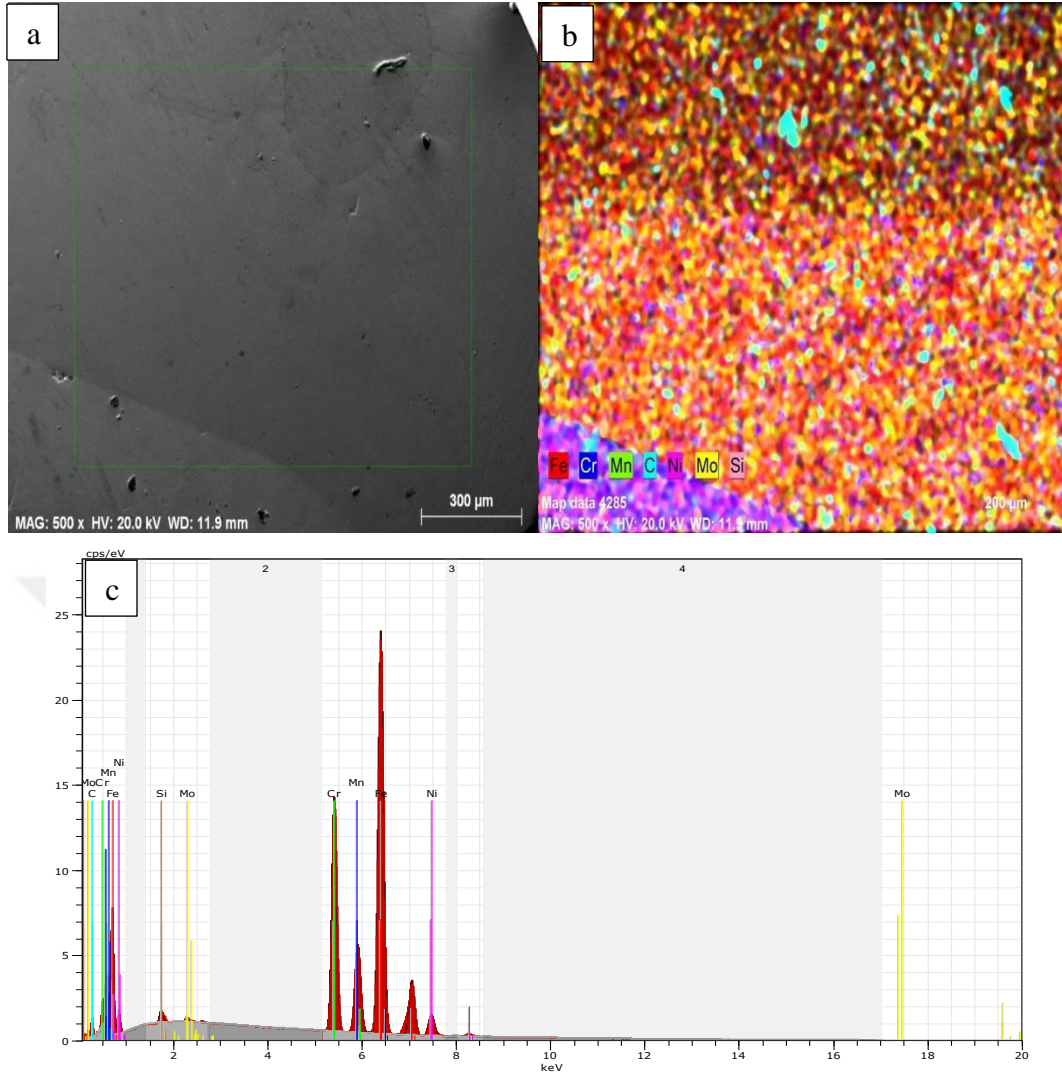 a
300 µm
MAG: 500 x HV: 20.0 kV WD: 11.9 mm
b
Fe Cr Mn C Ni Mo Si
Map data 4285
200 µm
MAG: 500 x HV: 20.0 kV WD: 11.9 mm
cps/eV
c
2 3 4
25
20
15
10
5
0
Ni
Mn
Mo Cr
C Fe
Si Mo Cr Mn Fe Ni Mo
2 4 6 8 10 12 14 16 18 20
keV